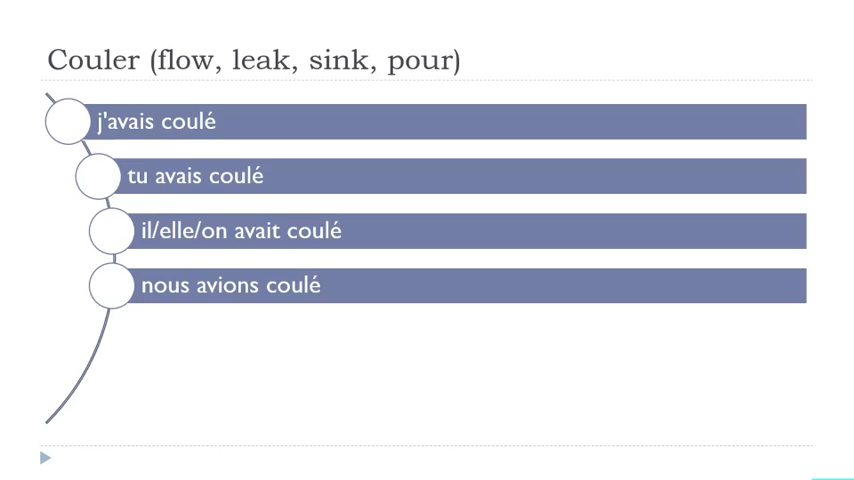 Couler (flow, leak, sink, pour)
j'avais coulé
tu avais coulé
il/elle/on avait coulé
nous avions coulé